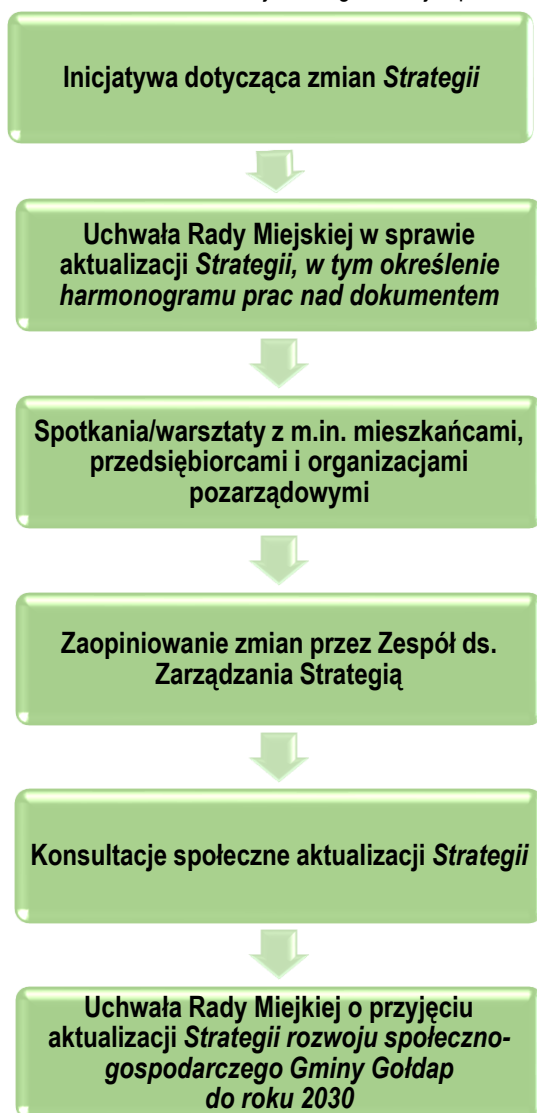 Inicjatywa dotycząca zmian Strategii
Uchwała Rady Miejskiej w sprawie
aktualizacji Strategii, w tym określenie
harmonogramu prac nad dokumentem
Spotkania/warsztaty z m.in. mieszkańcami,
przedsiębiorcami i organizacjami
pozarządowymi
Zaopiniowanie zmian przez Zespół ds.
Zarządzania Strategią
Konsultacje społeczne aktualizacji Strategii
Uchwała Rady Miejkiej o przyjęciu
aktualizacji Strategii rozwoju społeczno-
gospodarczego Gminy Gołdap
do roku 2030